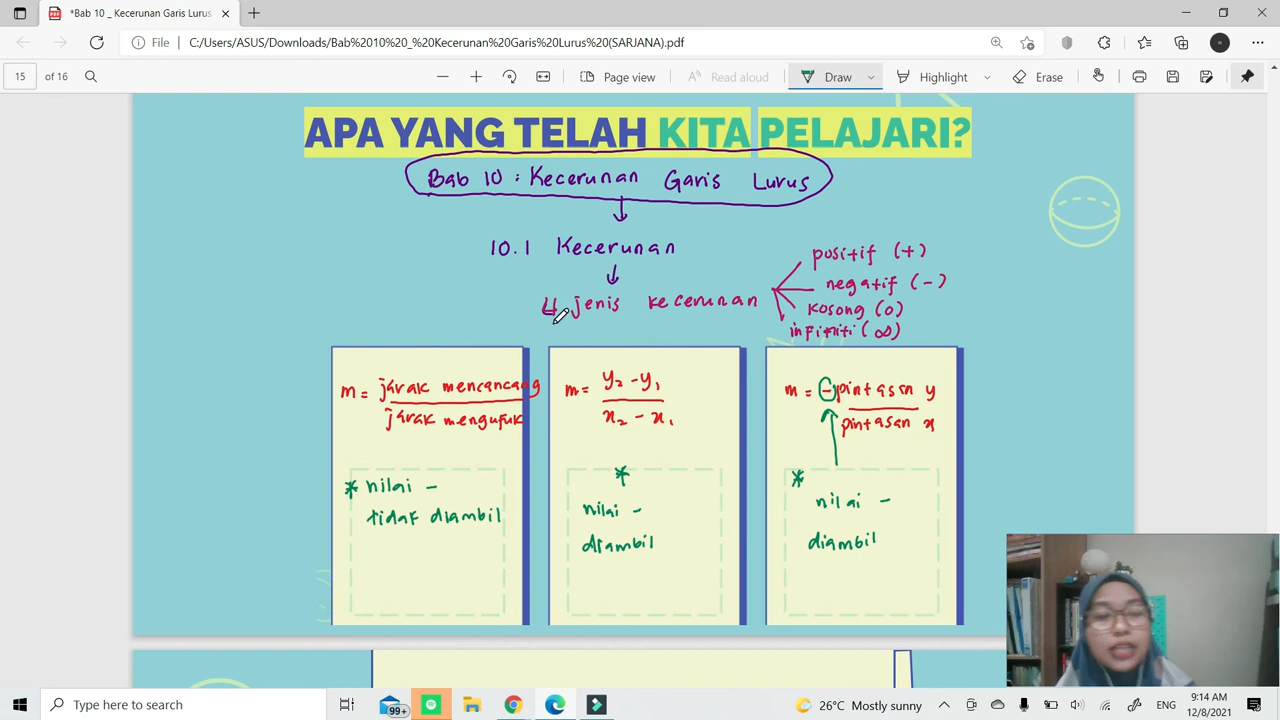 *Bab 10 _ Kecerunan Garis Lurus
File
C:/Users/ASUS/Downloads/Bab%2010%20_%20Kecerunan%20Garis%20Lurus%20(SARJANA).pdf
15 of 16
Page view
Read aloud
Draw
Highlight
Erase
APA YANG TELAH KITA PELAJARI?
Bab 10 : Kecerunan Garis Lurus
10.1 Kecerunan
4 jenis kecerunan
positif (+)
negatif (-)
kosong (0)
infiniti (∞)
m = jarak mencancang
jarak mengufuk
* nilai -
tidak diambil
m = y₂ - y₁
x₂ - x₁
*
nilai -
diambil
m = - pintasan y
pintasan x
*
nilai -
diambil
99+
Type here to search
26°C Mostly sunny
ENG
9:14 AM
12/8/2021